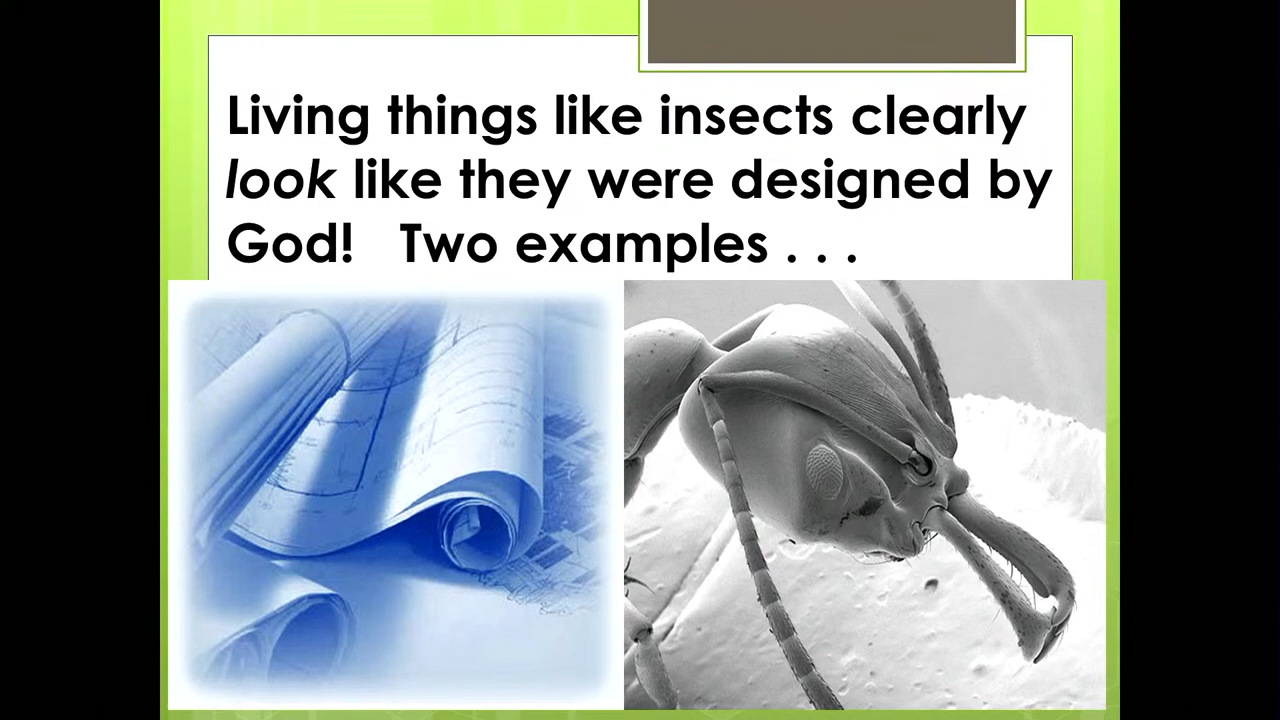 Living things like insects clearly
look like they were designed by
God!   Two examples . . .